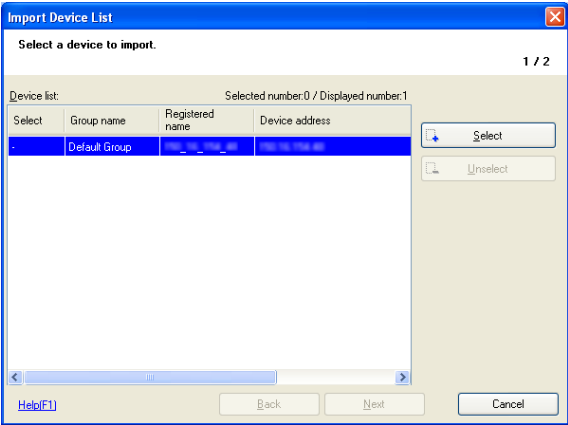 Import Device List
Select a device to import.
1 / 2
Device list:
Selected number:0 / Displayed number:1
Select Group name Registered name Device address
- Default Group
Select
Unselect
Help(F1)
Back Next Cancel